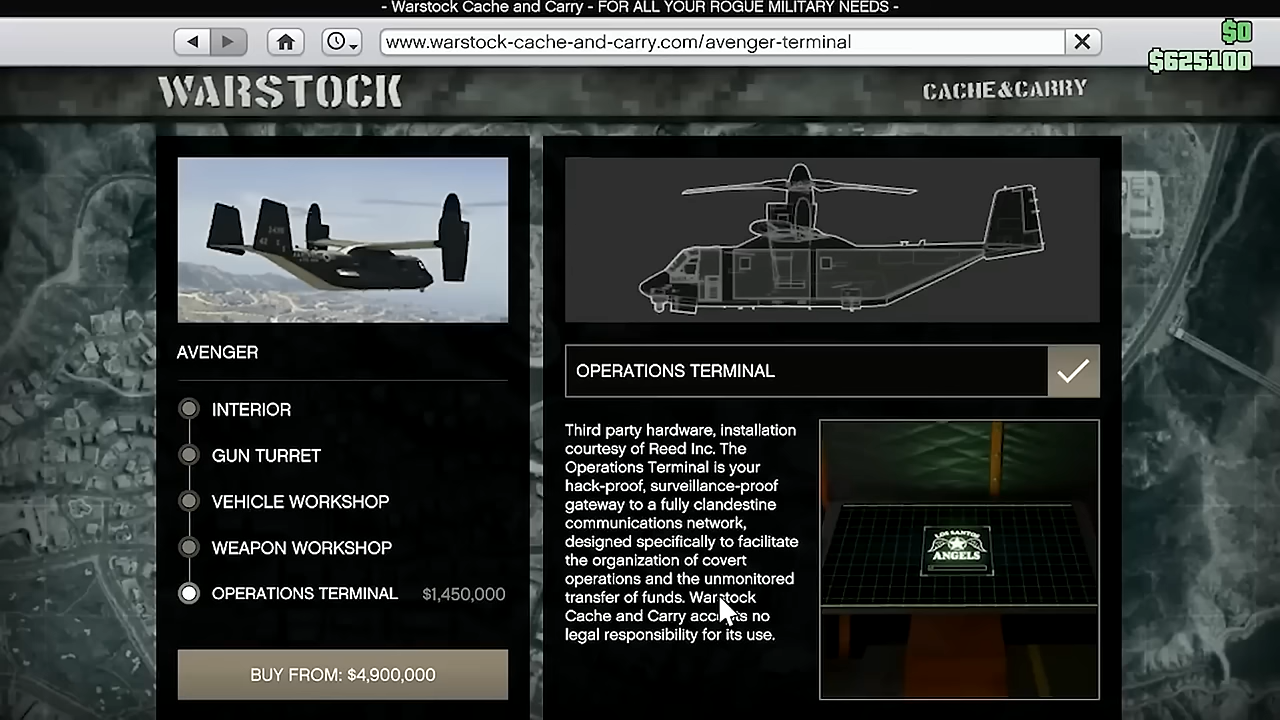 - Warstock Cache and Carry - FOR ALL YOUR ROGUE MILITARY NEEDS -
www.warstock-cache-and-carry.com/avenger-terminal
$0
$625100
WARSTOCK
CACHE&CARRY
AVENGER
INTERIOR
GUN TURRET
VEHICLE WORKSHOP
WEAPON WORKSHOP
OPERATIONS TERMINAL $1,450,000
BUY FROM: $4,900,000
OPERATIONS TERMINAL
Third party hardware, installation
courtesy of Reed Inc. The
Operations Terminal is your
hack-proof, surveillance-proof
gateway to a fully clandestine
communications network,
designed specifically to facilitate
the organization of covert
operations and the unmonitored
transfer of funds. Warstock
Cache and Carry accepts no
legal responsibility for its use.
LOS SANTOS
ANGELS